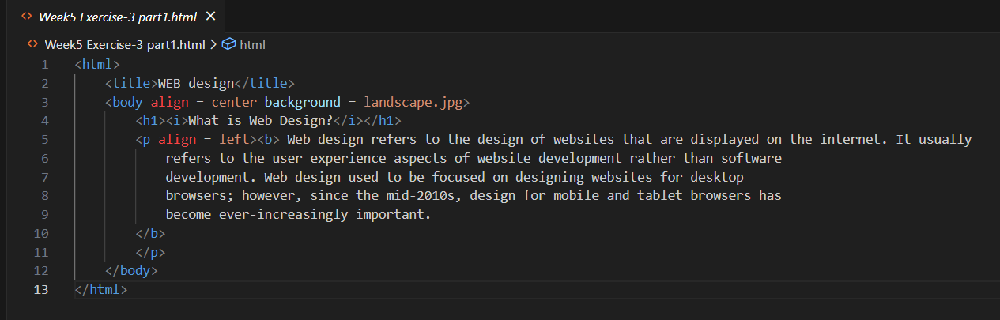 Week5 Exercise-3 part1.html
Week5 Exercise-3 part1.html > html
1 <html>
2 <title>WEB design</title>
3 <body align = center background = landscape.jpg>
4 <h1><i>What is Web Design?</i></h1>
5 <p align = left><b> Web design refers to the design of websites that are displayed on the internet. It usually
6 refers to the user experience aspects of website development rather than software
7 development. Web design used to be focused on designing websites for desktop
8 browsers; however, since the mid-2010s, design for mobile and tablet browsers has
9 become ever-increasingly important.
10 </b>
11 </p>
12 </body>
13 </html>